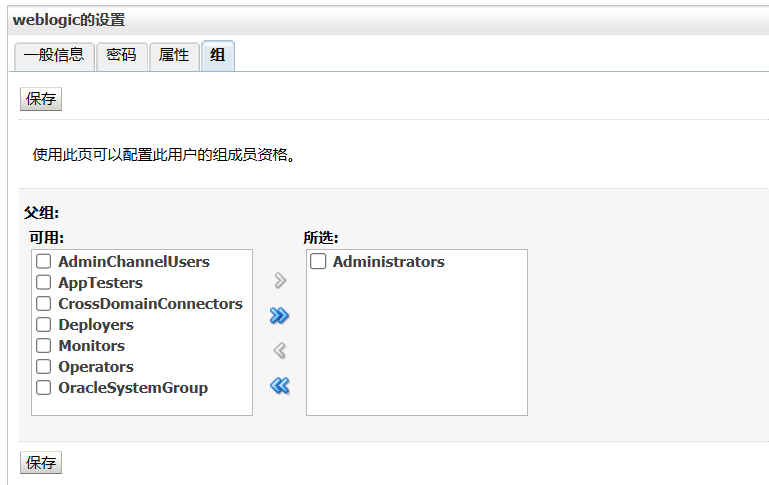 weblogic的设置
一般信息 密码 属性 组
保存
使用此页可以配置此用户的组成员资格。
父组:
可用: 所选:
AdminChannelUsers Administrators
AppTesters
CrossDomainConnectors
Deployers
Monitors
Operators
OracleSystemGroup
保存